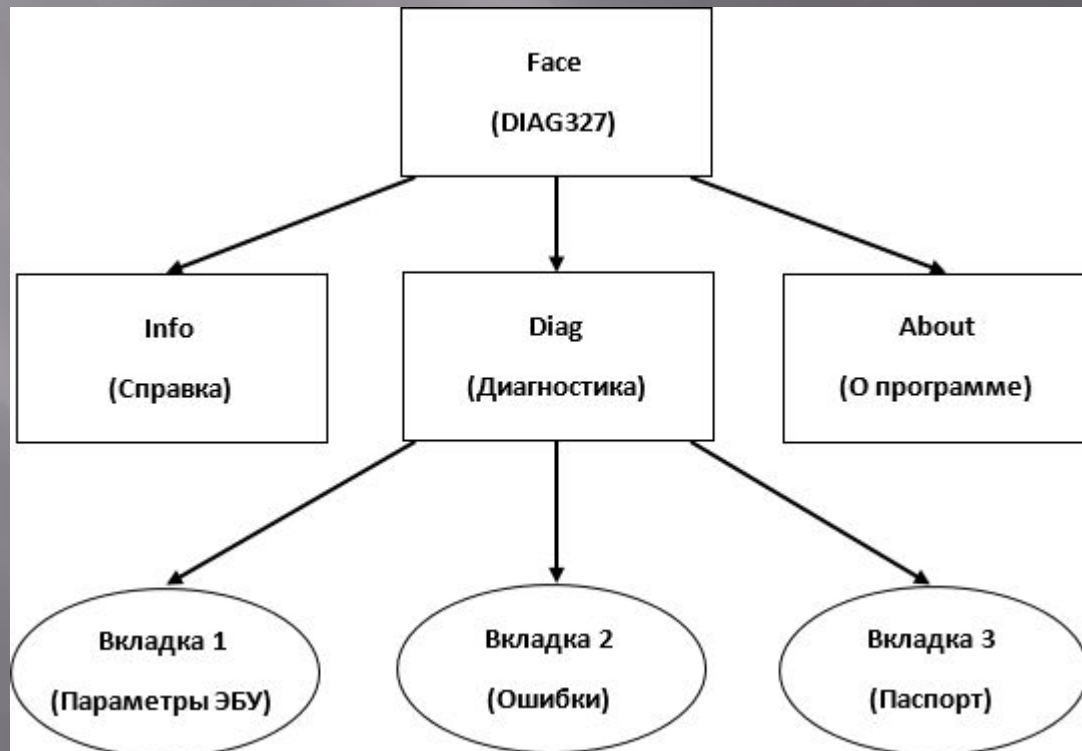 Face
(DIAG327)
Info
(Справка)
Diag
(Диагностика)
About
(О программе)
Вкладка 1
(Параметры ЭБУ)
Вкладка 2
(Ошибки)
Вкладка 3
(Паспорт)